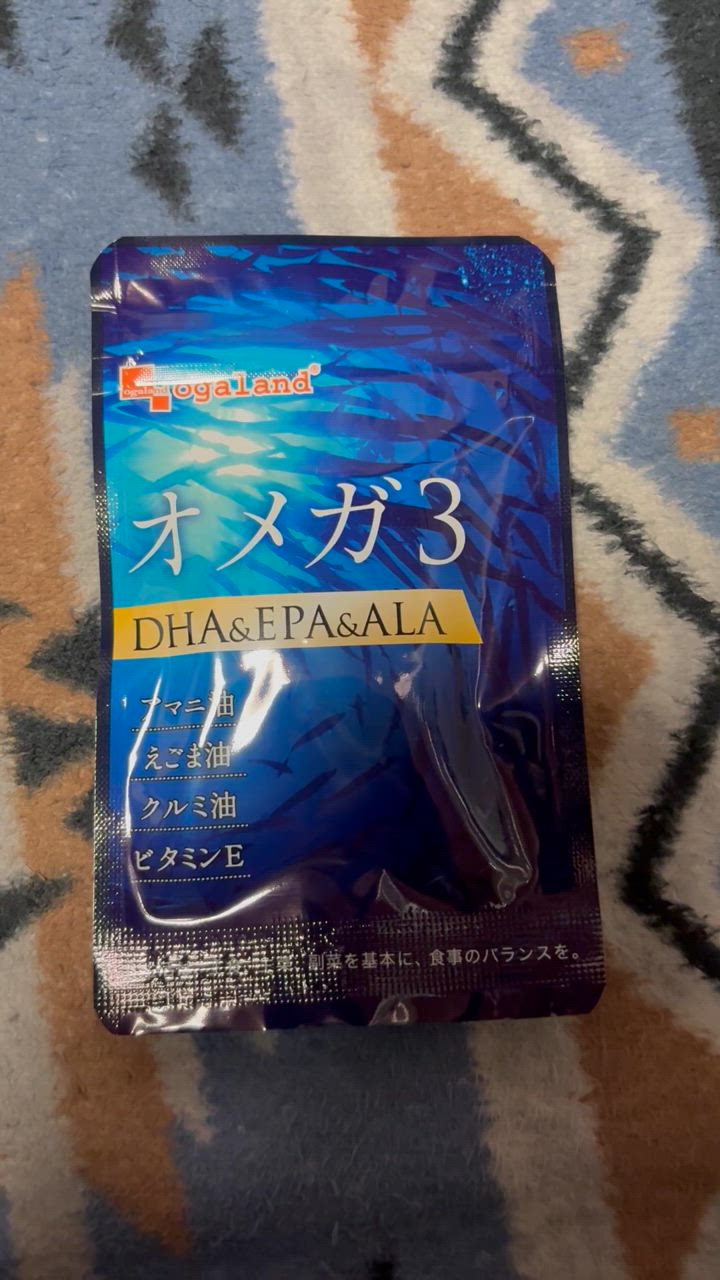 ogaland
ogaland®
オメガ3
DHA&EPA&ALA
アマニ油
えごま油
クルミ油
ビタミンE
副菜を基本に、食事のバランスを。